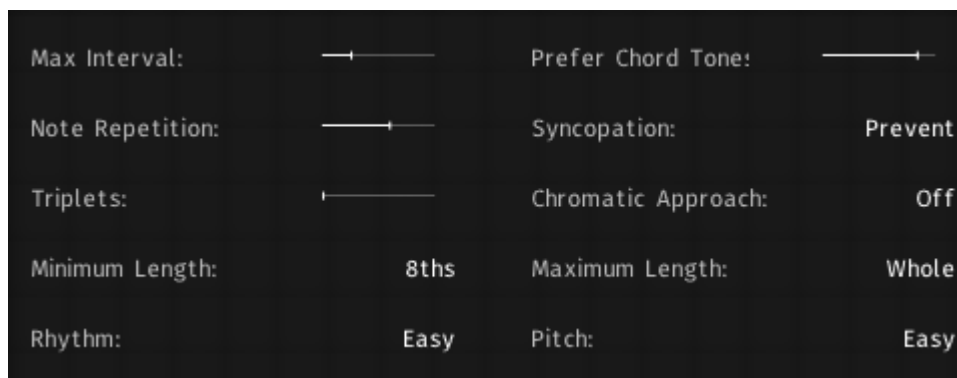 Max Interval: Prefer Chord Tone:
Note Repetition: Syncopation: Prevent
Triplets: Chromatic Approach: Off
Minimum Length: 8ths Maximum Length: Whole
Rhythm: Easy Pitch: Easy